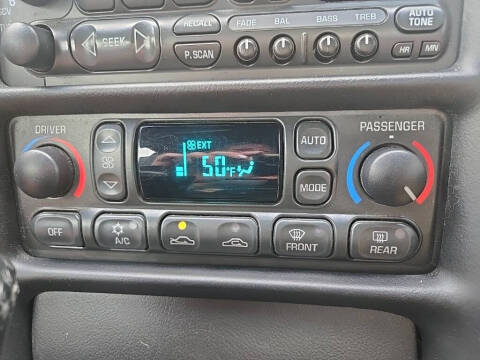 RECALL
FADE BAL BASS TREB
AUTO
TONE
SEEK
P.SCAN
HR MN
DRIVER
PASSENGER
EXT
50°F
AUTO
MODE
OFF
A/C
FRONT
REAR